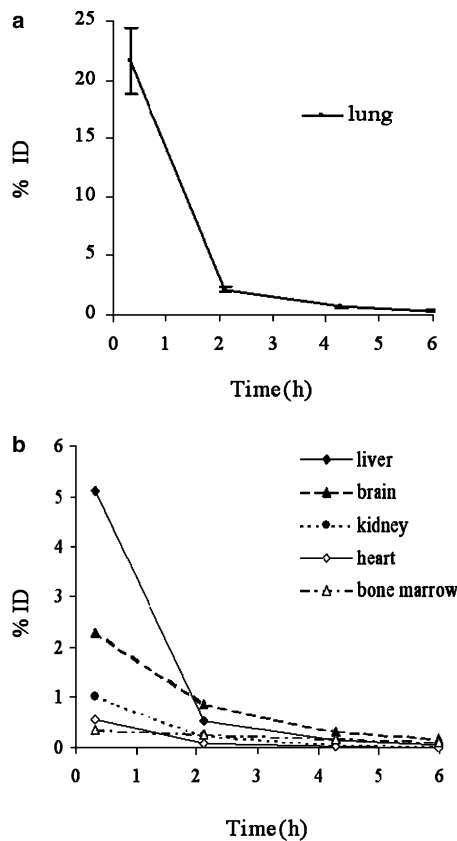 a
25
20
15
10
5
0
% ID
lung
0 1 2 3 4 5 6
Time(h)
b
6
5
4
3
2
1
0
% ID
liver
brain
kidney
heart
bone marrow
0 1 2 3 4 5 6
Time(h)